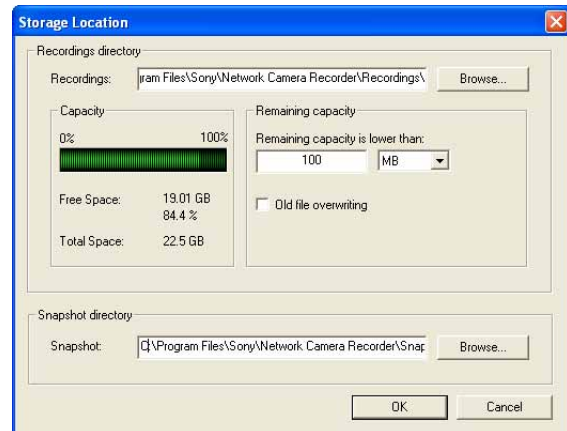 Storage Location
Recordings directory
Recordings: ram Files\Sony\Network Camera Recorder\Recordings\ Browse...
Capacity
0% 100%
Free Space: 19.01 GB
84.4 %
Total Space: 22.5 GB
Remaining capacity
Remaining capacity is lower than:
100 MB
Old file overwriting
Snapshot directory
Snapshot: C:\Program Files\Sony\Network Camera Recorder\Snap Browse...
OK Cancel